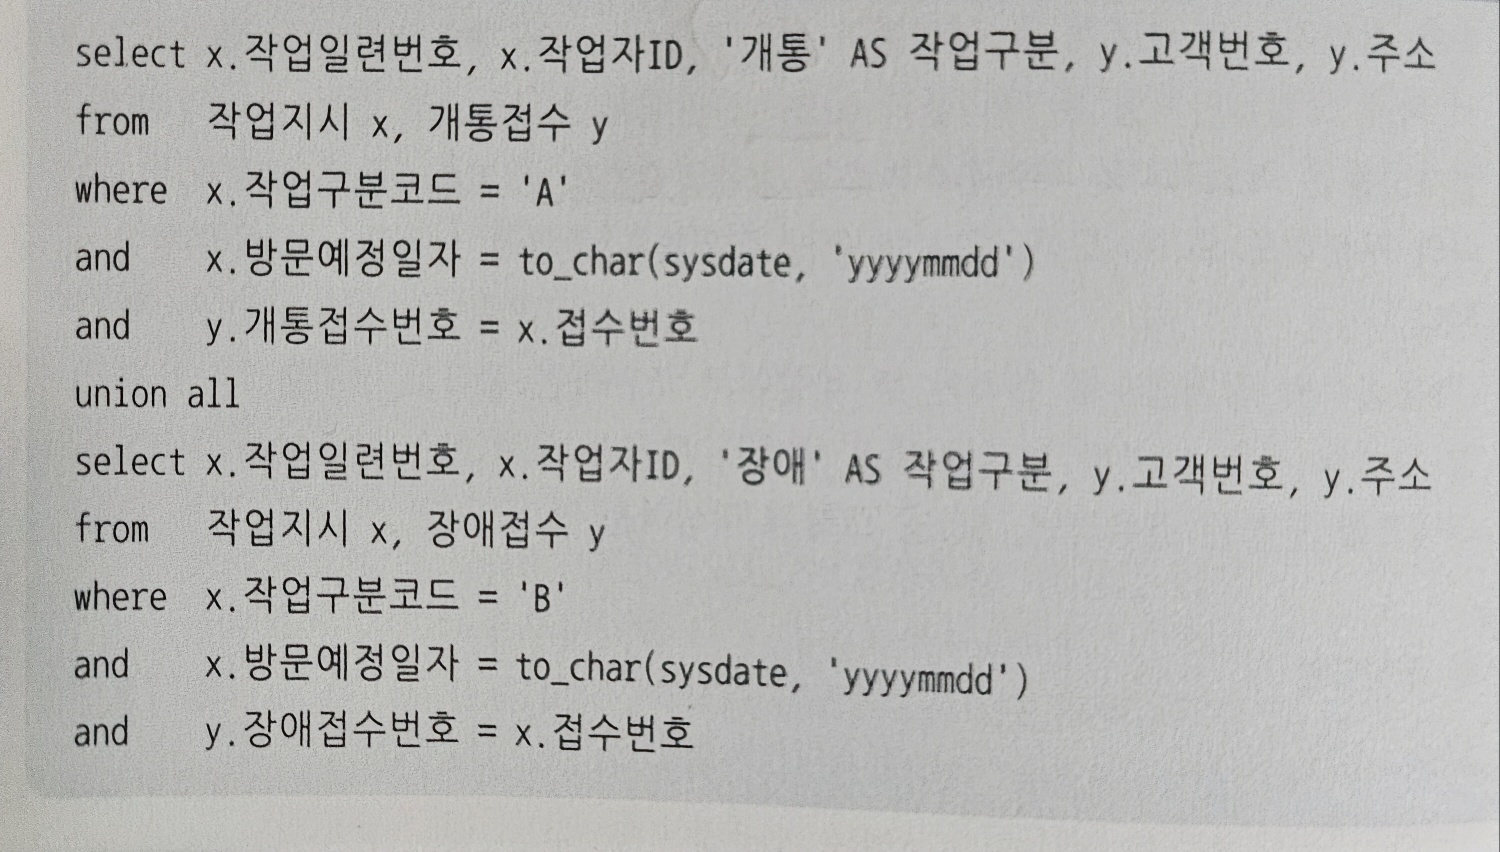 select x.작업일련번호, x.작업자ID, '개통' AS 작업구분, y.고객번호, y.주소
from   작업지시 x, 개통접수 y
where  x.작업구분코드 = 'A'
and    x.방문예정일자 = to_char(sysdate, 'yyyymmdd')
and    y.개통접수번호 = x.접수번호
union all
select x.작업일련번호, x.작업자ID, '장애' AS 작업구분, y.고객번호, y.주소
from   작업지시 x, 장애접수 y
where  x.작업구분코드 = 'B'
and    x.방문예정일자 = to_char(sysdate, 'yyyymmdd')
and    y.장애접수번호 = x.접수번호